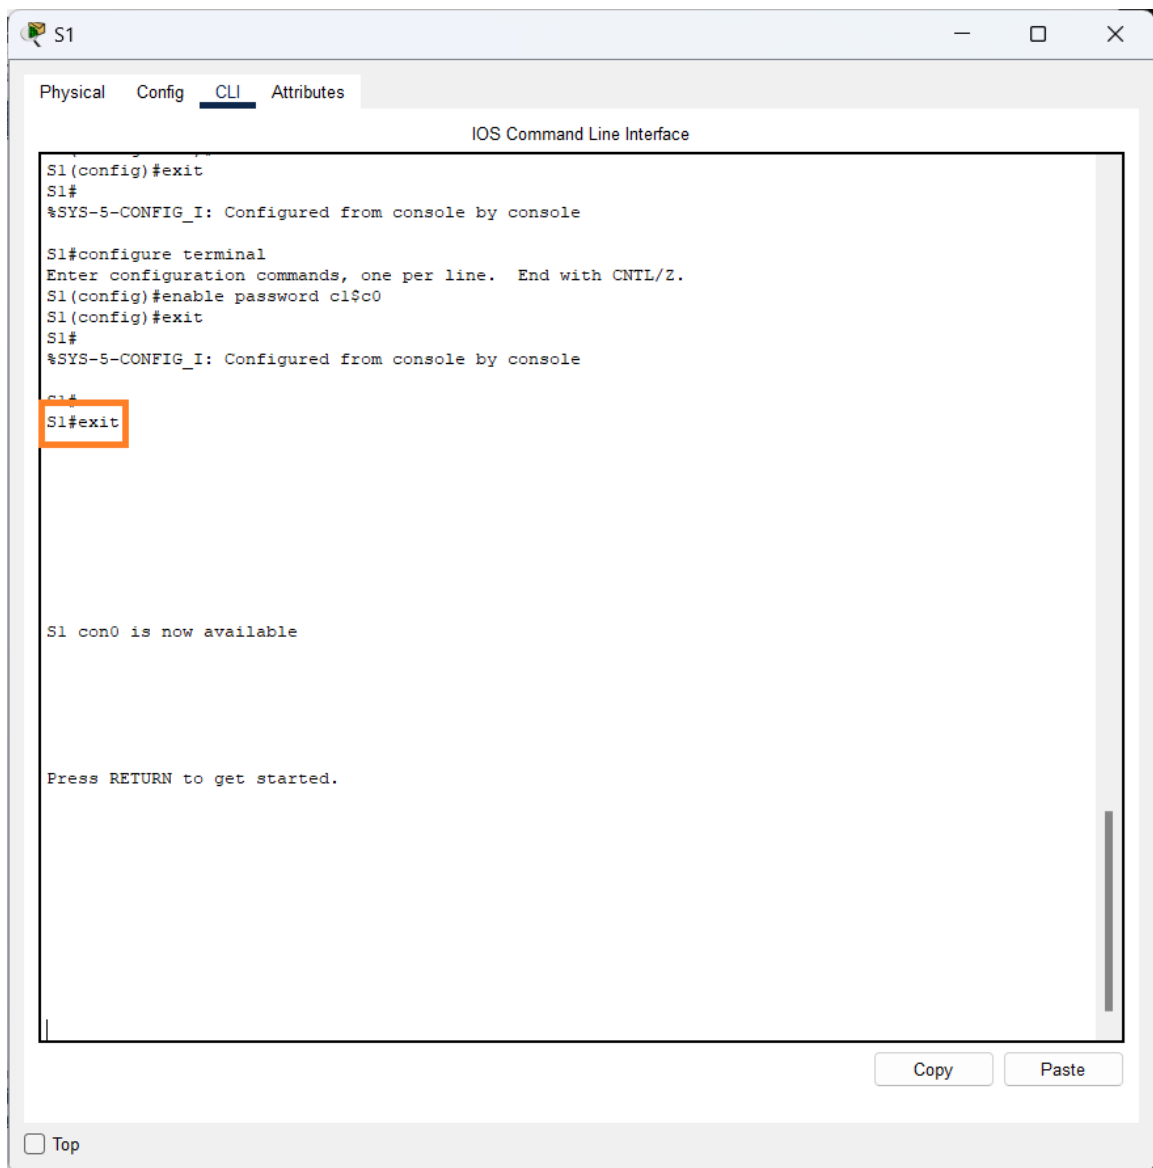 S1
Physical Config CLI Attributes
IOS Command Line Interface
S1(config)#exit
S1#
%SYS-5-CONFIG_I: Configured from console by console
S1#configure terminal
Enter configuration commands, one per line.  End with CNTL/Z.
S1(config)#enable password c1$c0
S1(config)#exit
S1#
%SYS-5-CONFIG_I: Configured from console by console
S1#
S1#exit
S1 con0 is now available
Press RETURN to get started.
Copy Paste
Top